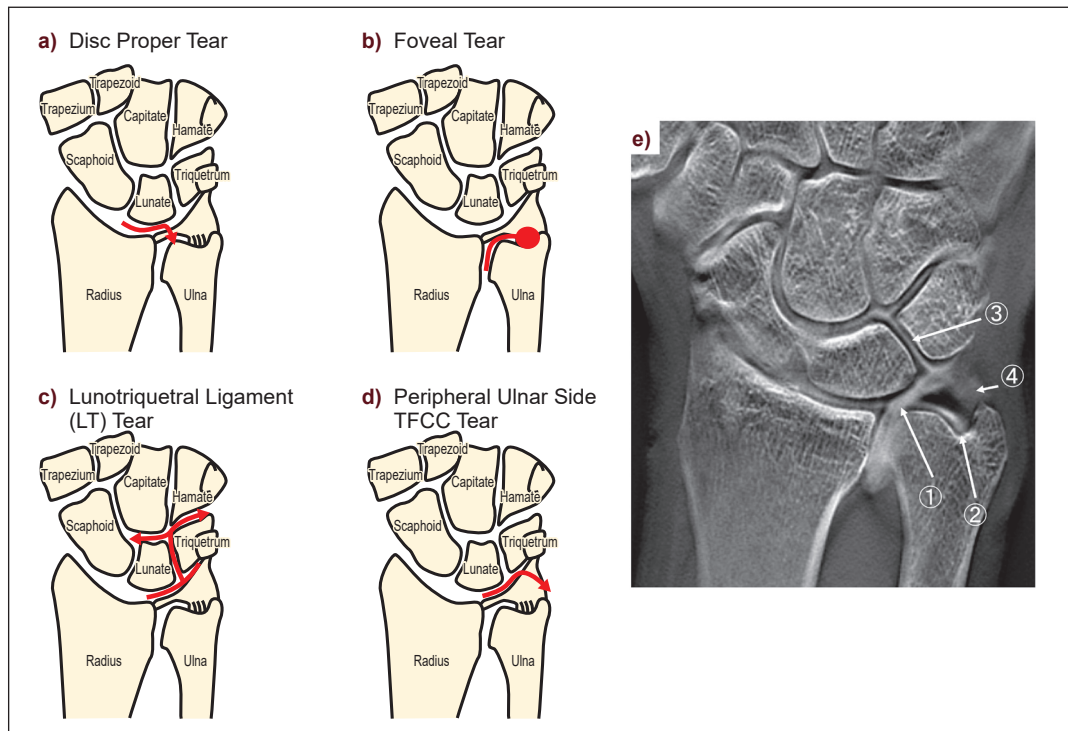 a) Disc Proper Tear
Trapezoid
Trapezium
Capitate
Hamate
Scaphoid
Triquetrum
Lunate
Radius
Ulna
b) Foveal Tear
Trapezoid
Trapezium
Capitate
Hamate
Scaphoid
Triquetrum
Lunate
Radius
Ulna
c) Lunotriquetral Ligament
(LT) Tear
Trapezoid
Trapezium
Capitate
Hamate
Scaphoid
Triquetrum
Lunate
Radius
Ulna
d) Peripheral Ulnar Side
TFCC Tear
Trapezoid
Trapezium
Capitate
Hamate
Scaphoid
Triquetrum
Lunate
Radius
Ulna
e)
③
④
①
②